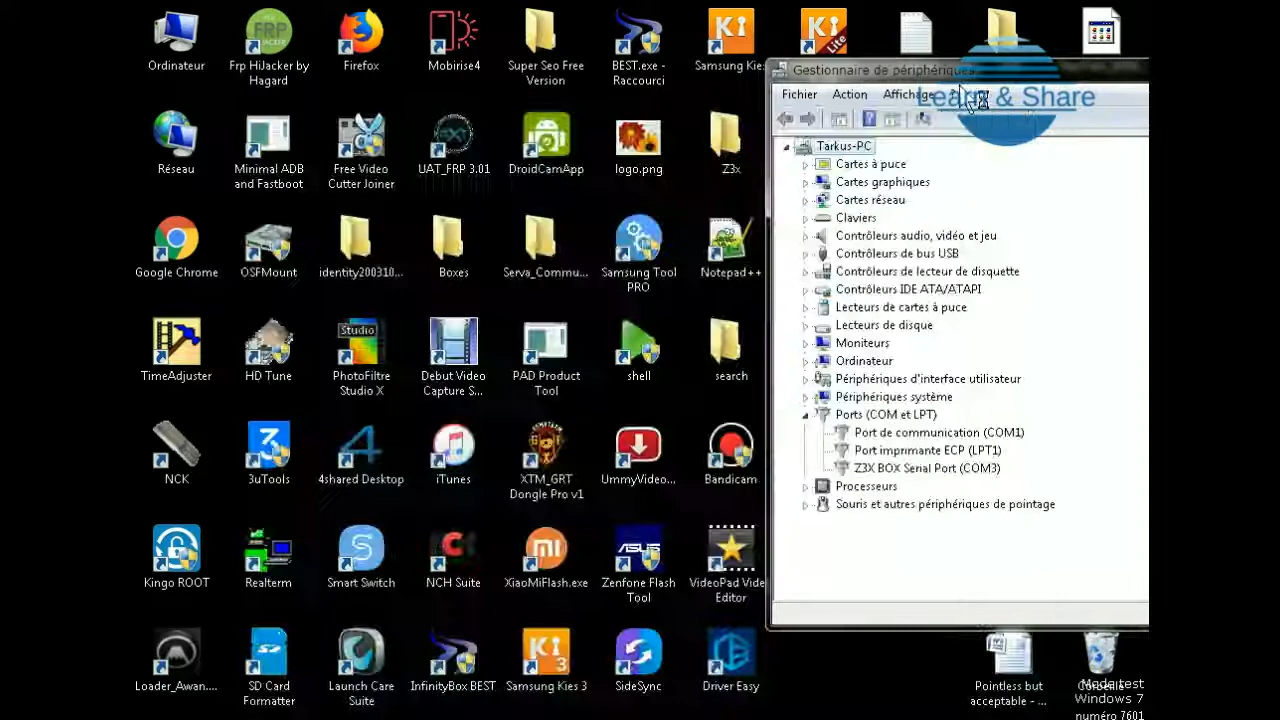 Ordinateur
Frp HiJacker by
Hagard
Firefox
Mobirise4
Super Seo Free
Version
BEST.exe -
Raccourci
Samsung Kies
Lite
FRP
Gestionnaire de périphériques
Learn & Share
Fichier
Action
Affichage
Réseau
Minimal ADB
and Fastboot
Free Video
Cutter Joiner
UAT_FRP 3.01
DroidCamApp
logo.png
Z3x
Tarkus-PC
Cartes à puce
Cartes graphiques
Cartes réseau
Claviers
Contrôleurs audio, vidéo et jeu
Contrôleurs de bus USB
Contrôleurs de lecteur de disquette
Contrôleurs IDE ATA/ATAPI
Lecteurs de cartes à puce
Lecteurs de disque
Moniteurs
Ordinateur
Périphériques d'interface utilisateur
Périphériques système
Ports (COM et LPT)
Port de communication (COM1)
Port imprimante ECP (LPT1)
Z3X BOX Serial Port (COM3)
Processeurs
Souris et autres périphériques de pointage
Google Chrome
OSFMount
identity200310...
Boxes
Serva_Commu...
Samsung Tool
PRO
Notepad++
Studio
TimeAdjuster
HD Tune
PhotoFiltre
Studio X
Debut Video
Capture S...
PAD Product
Tool
shell
search
NCK
3uTools
4shared Desktop
iTunes
XTM_GRT
Dongle Pro v1
UmmyVideo...
Bandicam
Kingo ROOT
Realterm
Smart Switch
NCH Suite
XiaoMiFlash.exe
Zenfone Flash
Tool
VideoPad Vide
Editor
Loader_Awan....
SD Card
Formatter
Launch Care
Suite
InfinityBox BEST
Samsung Kies 3
SideSync
Driver Easy
Pointless but
acceptable - ...
Mode test
Windows 7
numéro 7601